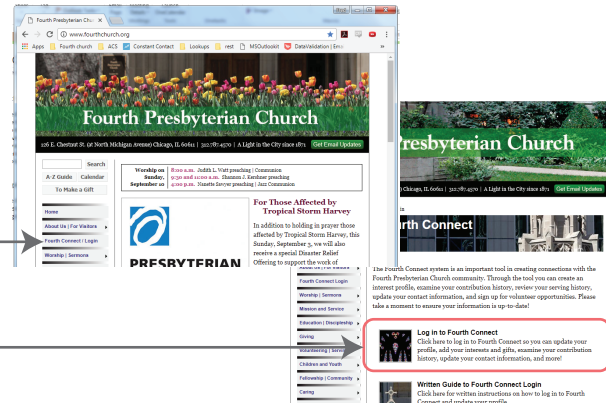 Fourth Presbyterian Chu
www.fourthchurch.org
Apps Fourth church ACS Constant Contact Lookups rest MSOutlookit DataValidation | Emai
Fourth Presbyterian Church
126 E. Chestnut St. (at North Michigan Avenue) Chicago, IL 60611 | 312.787.4570 | A Light in the City since 1871 Get Email Updates
Search
A-Z Guide Calendar
To Make a Gift
Home
About Us | For Visitors
Fourth Connect | Login
Worship | Sermons
Worship on 8:00 a.m. Judith L. Watt preaching | Communion
Sunday, 9:30 and 11:00 a.m. Shannon J. Kershner preaching
September 10 4:00 p.m. Nanette Sawyer preaching | Jazz Communion
PRESBYTERIAN
For Those Affected by
Tropical Storm Harvey
In addition to holding in prayer those
affected by Tropical Storm Harvey, this
Sunday, September 3, we will also
receive a special Disaster Relief
Offering to support the work of
Presbyterian Church
) Chicago, IL 60611 | 312.787.4570 | A Light in the City since 1871 Get Email Updates
rth Connect
About Us | For Visitors
Fourth Connect Login
Worship | Sermons
Mission and Service
Education | Discipleship
Giving
Volunteering | Serving
Children and Youth
Fellowship | Community
Caring
The Fourth Connect system is an important tool in creating connections with the
Fourth Presbyterian Church community. Through the tool you can create an
interest profile, examine your contribution history, review your serving history,
update your contact information, and sign up for volunteer opportunities. Please
take a moment to ensure your information is up-to-date!
Log in to Fourth Connect
Click here to log in to Fourth Connect so you can update your
profile, add your interests and gifts, examine your contribution
history, update your contact information, and more!
Written Guide to Fourth Connect Login
Click here for written instructions on how to log in to Fourth
Connect and update your profile.